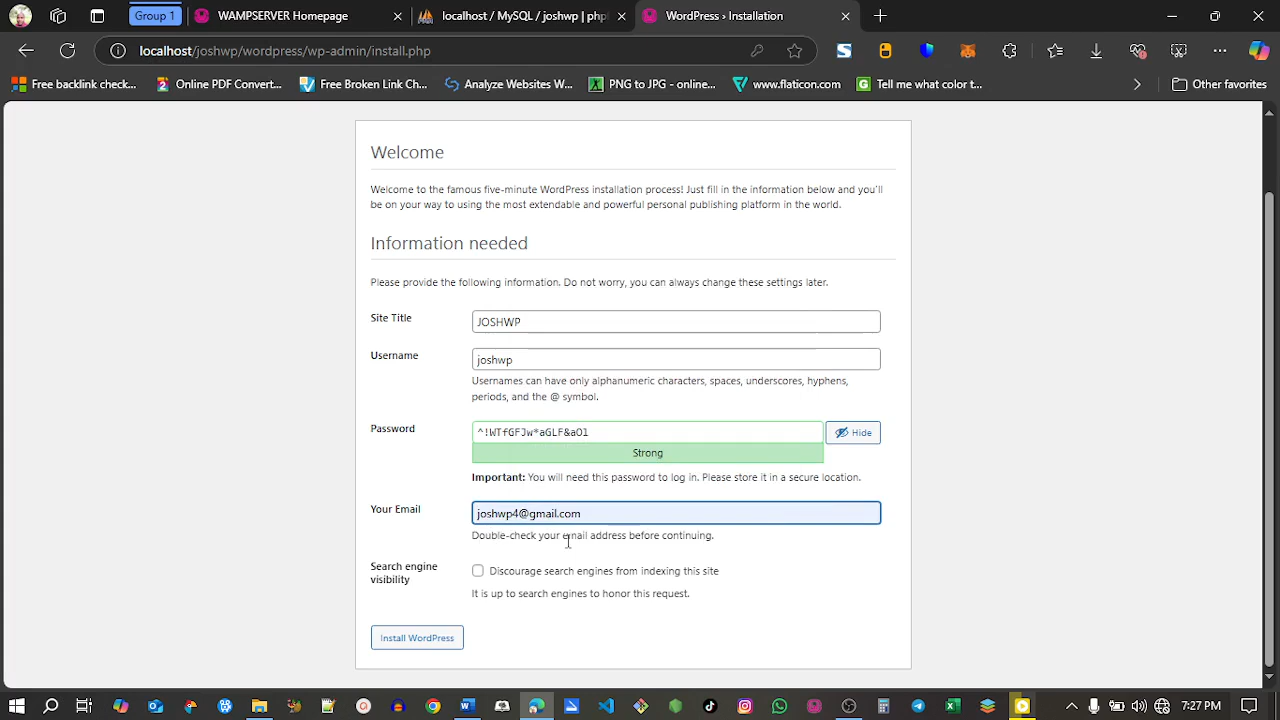 Group 1
WAMPSERVER Homepage
localhost / MySQL / joshwp | php
WordPress Installation
localhost/joshwp/wordpress/wp-admin/install.php
Free backlink check...
Online PDF Convert...
Free Broken Link Ch...
Analyze Websites W...
PNG to JPG - online...
www.flaticon.com
Tell me what color t...
Other favorites
Welcome
Welcome to the famous five-minute WordPress installation process! Just fill in the information below and you'll
be on your way to using the most extendable and powerful personal publishing platform in the world.
Information needed
Please provide the following information. Do not worry, you can always change these settings later.
Site Title
JOSHWP
Username
joshwp
Usernames can have only alphanumeric characters, spaces, underscores, hyphens,
periods, and the @ symbol.
Password
^!WTfGFJw*aGLF&aOl
Hide
Strong
Important: You will need this password to log in. Please store it in a secure location.
Your Email
joshwp4@gmail.com
Double-check your email address before continuing.
Search engine
visibility
Discourage search engines from indexing this site
It is up to search engines to honor this request.
Install WordPress
7:27 PM